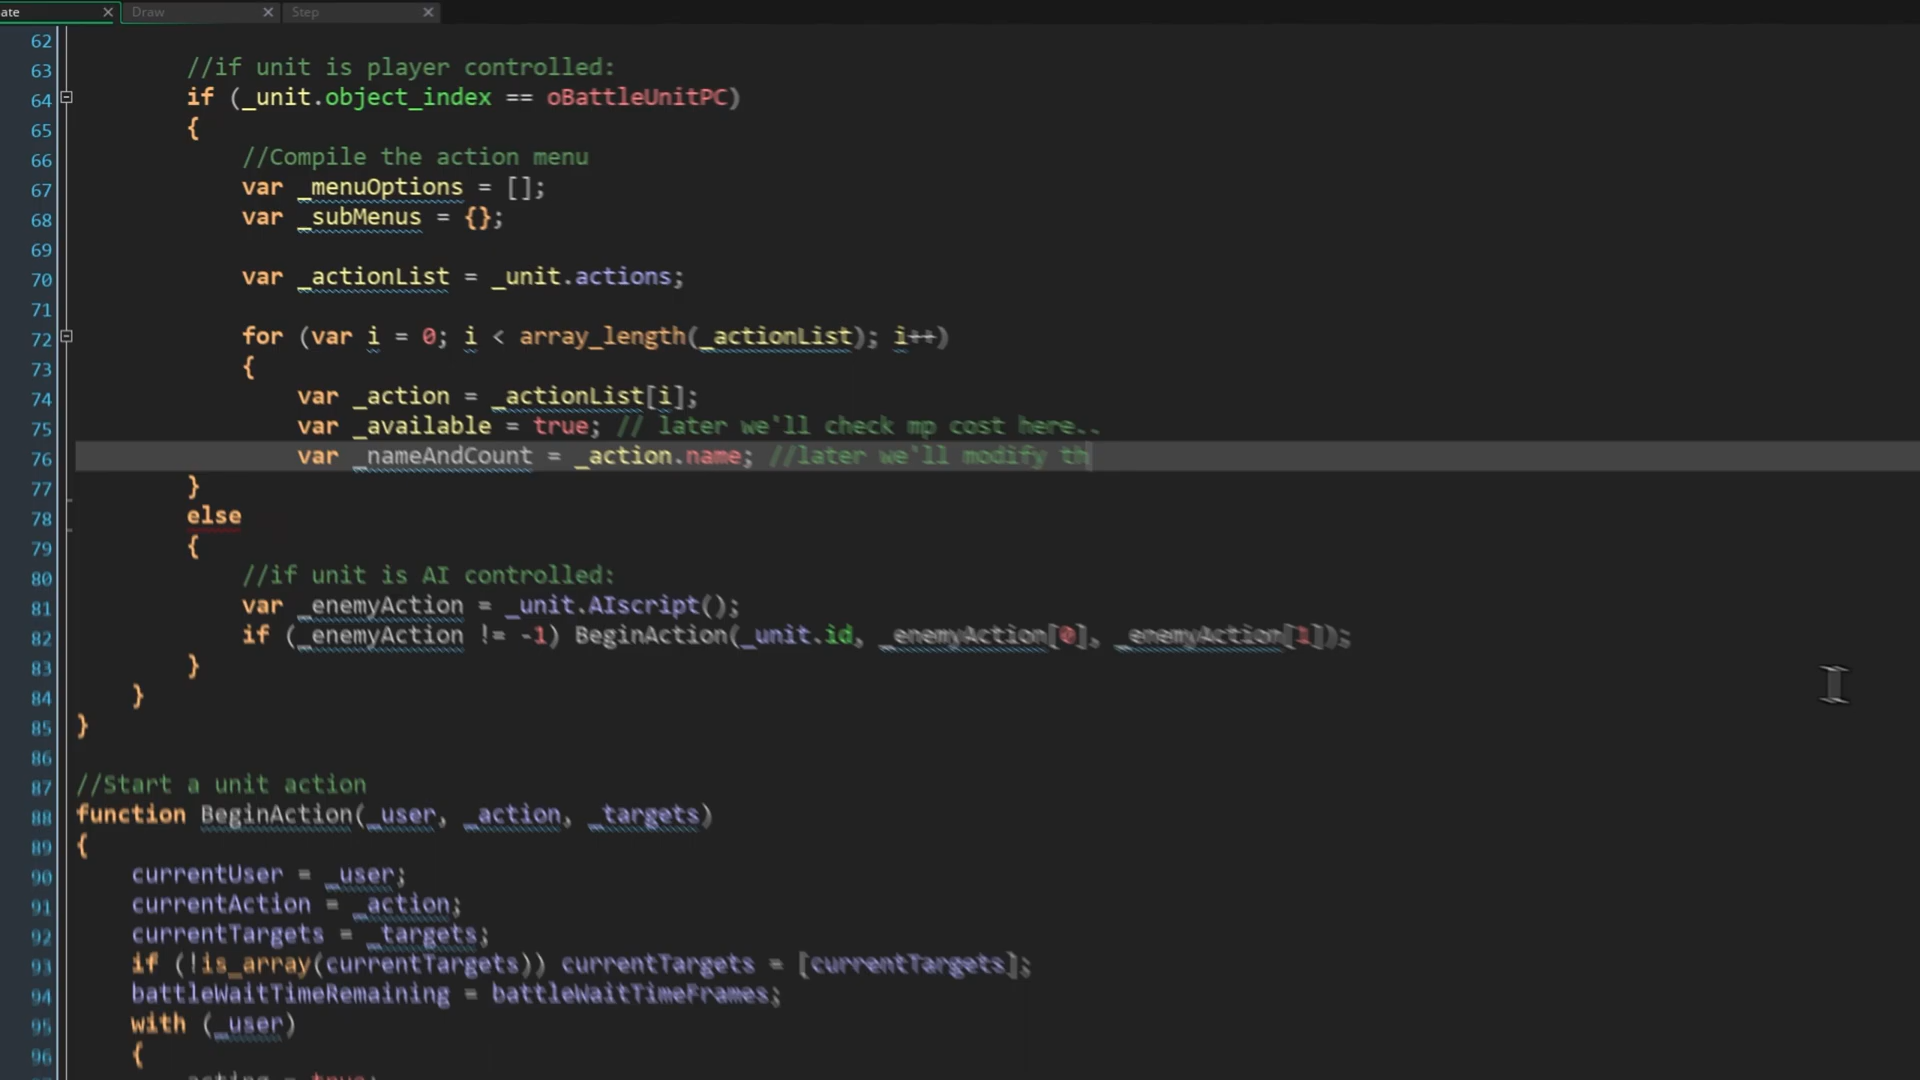 ate Draw Step
62
63 //if unit is player controlled:
64 if (_unit.object_index == oBattleUnitPC)
65 {
66 //Compile the action menu
67 var _menuOptions = [];
68 var _subMenus = {};
69
70 var _actionList = _unit.actions;
71
72 for (var i = 0; i < array_length(_actionList); i++)
73 {
74 var _action = _actionList[i];
75 var _available = true; // later we'll check mp cost here..
76 var _nameAndCount = _action.name; //later we'll modify th
77 }
78 else
79 {
80 //if unit is AI controlled:
81 var _enemyAction = _unit.AIscript();
82 if (_enemyAction != -1) BeginAction(_unit.id, _enemyAction[0], _enemyAction[1]);
83 }
84 }
85 }
86
87 //Start a unit action
88 function BeginAction(_user, _action, _targets)
89 {
90 currentUser = _user;
91 currentAction = _action;
92 currentTargets = _targets;
93 if (!is_array(currentTargets)) currentTargets = [currentTargets];
94 battleWaitTimeRemaining = battleWaitTimeFrames;
95 with (_user)
96 {
acting = true;